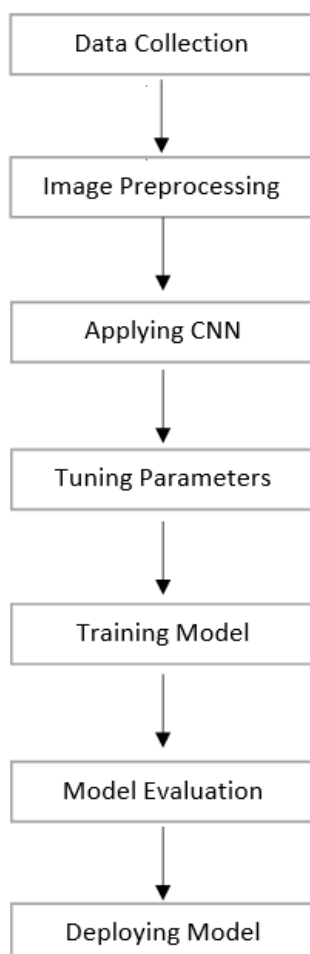 Data Collection
Image Preprocessing
Applying CNN
Tuning Parameters
Training Model
Model Evaluation
Deploying Model